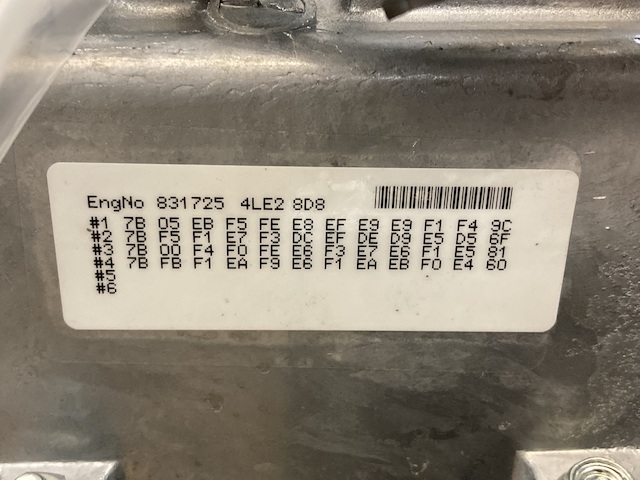 EngNo 831725 4LE2 8D8
#1 7B 05 EB F5 FE E8 EF E9 E9 F1 F4 9C
#2 7B F5 F1 E7 F3 DC EF DE D9 E5 D5 6F
#3 7B 00 F4 F0 FE E6 F3 E7 E6 F1 E5 81
#4 7B FB F1 EA F9 E6 F1 EA EB F0 E4 60
#5
#6